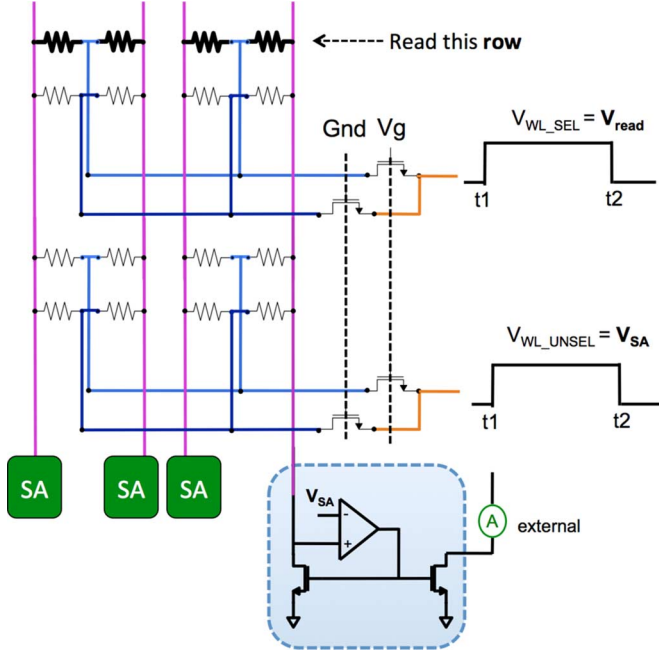 Read this row
V_WL_SEL = V_read
Gnd Vg
t1 t2
V_WL_UNSEL = V_SA
t1 t2
SA SA SA
V_SA
-
+
A external